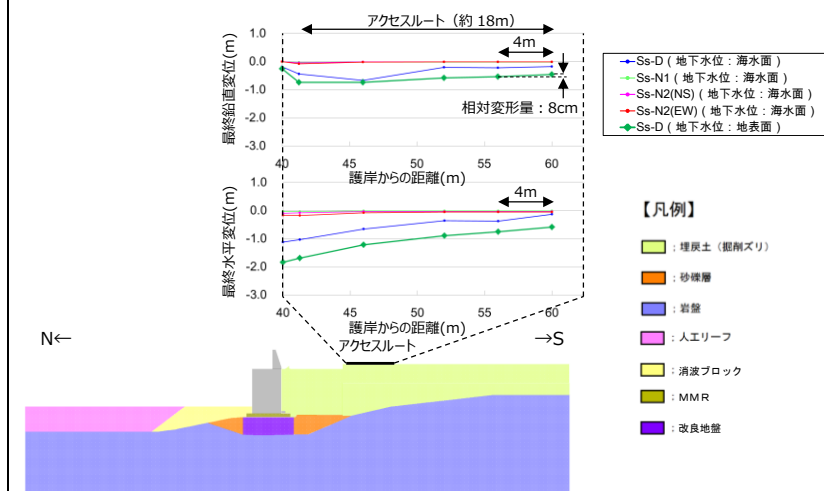 アクセスルート（約 18m）
1.0
0.0
-1.0
-2.0
-3.0
最終鉛直変位(m)
4m
相対変形量：8cm
40 45 50 55 60
護岸からの距離(m)
Ss-D（地下水位：海水面）
Ss-N1（地下水位：海水面）
Ss-N2(NS)（地下水位：海水面）
Ss-N2(EW)（地下水位：海水面）
Ss-D（地下水位：地表面）
1.0
0.0
-1.0
-2.0
-3.0
最終水平変位(m)
4m
40 45 50 55 60
護岸からの距離(m)
アクセスルート
N←
→S
【凡例】
：埋戻土（掘削ズリ）
：砂礫層
：岩盤
：人工リーフ
：消波ブロック
：ＭＭＲ
：改良地盤